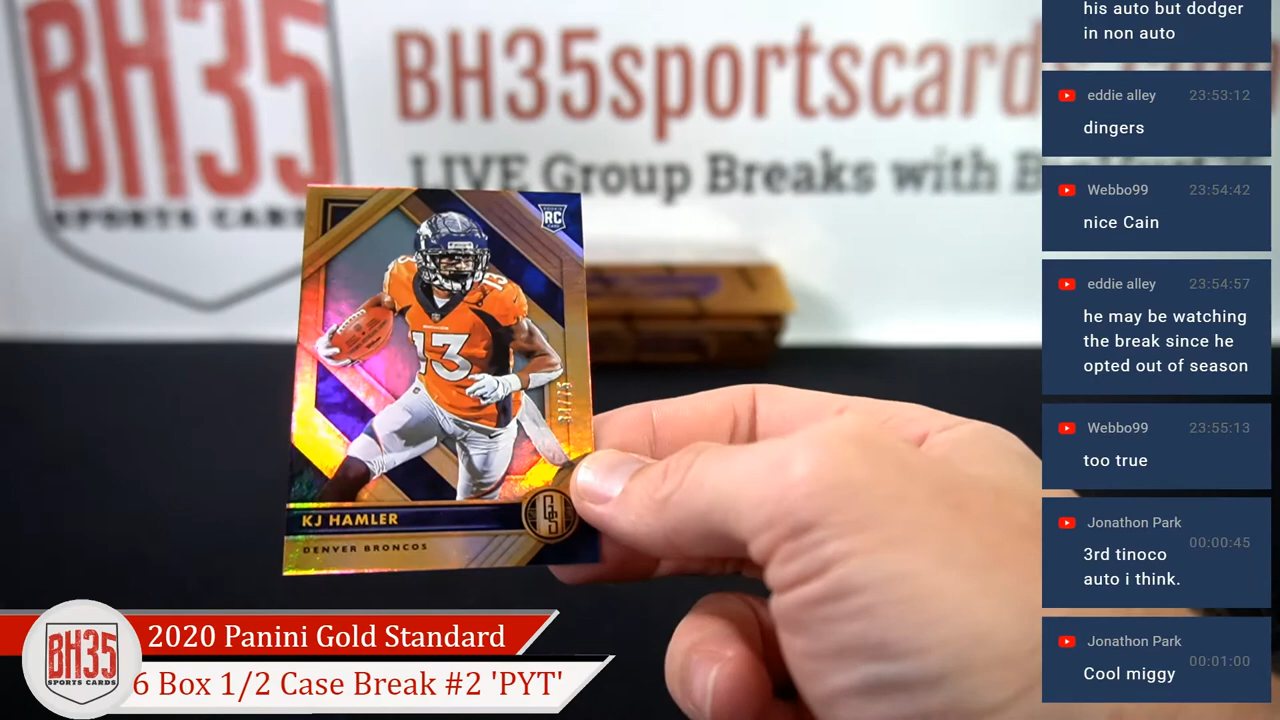 BH35
SPORTS CARDS
BH35sportscard
LIVE Group Breaks with
RC
13
13
KJ HAMLER
DENVER BRONCOS
GS
BH35
SPORTS CARDS
2020 Panini Gold Standard
6 Box 1/2 Case Break #2 'PYT'
his auto but dodger
in non auto
eddie alley 23:53:12
dingers
Webbo99 23:54:42
nice Cain
eddie alley 23:54:57
he may be watching
the break since he
opted out of season
Webbo99 23:55:13
too true
Jonathon Park
00:00:45
3rd tinoco
auto i think.
Jonathon Park
00:01:00
Cool miggy